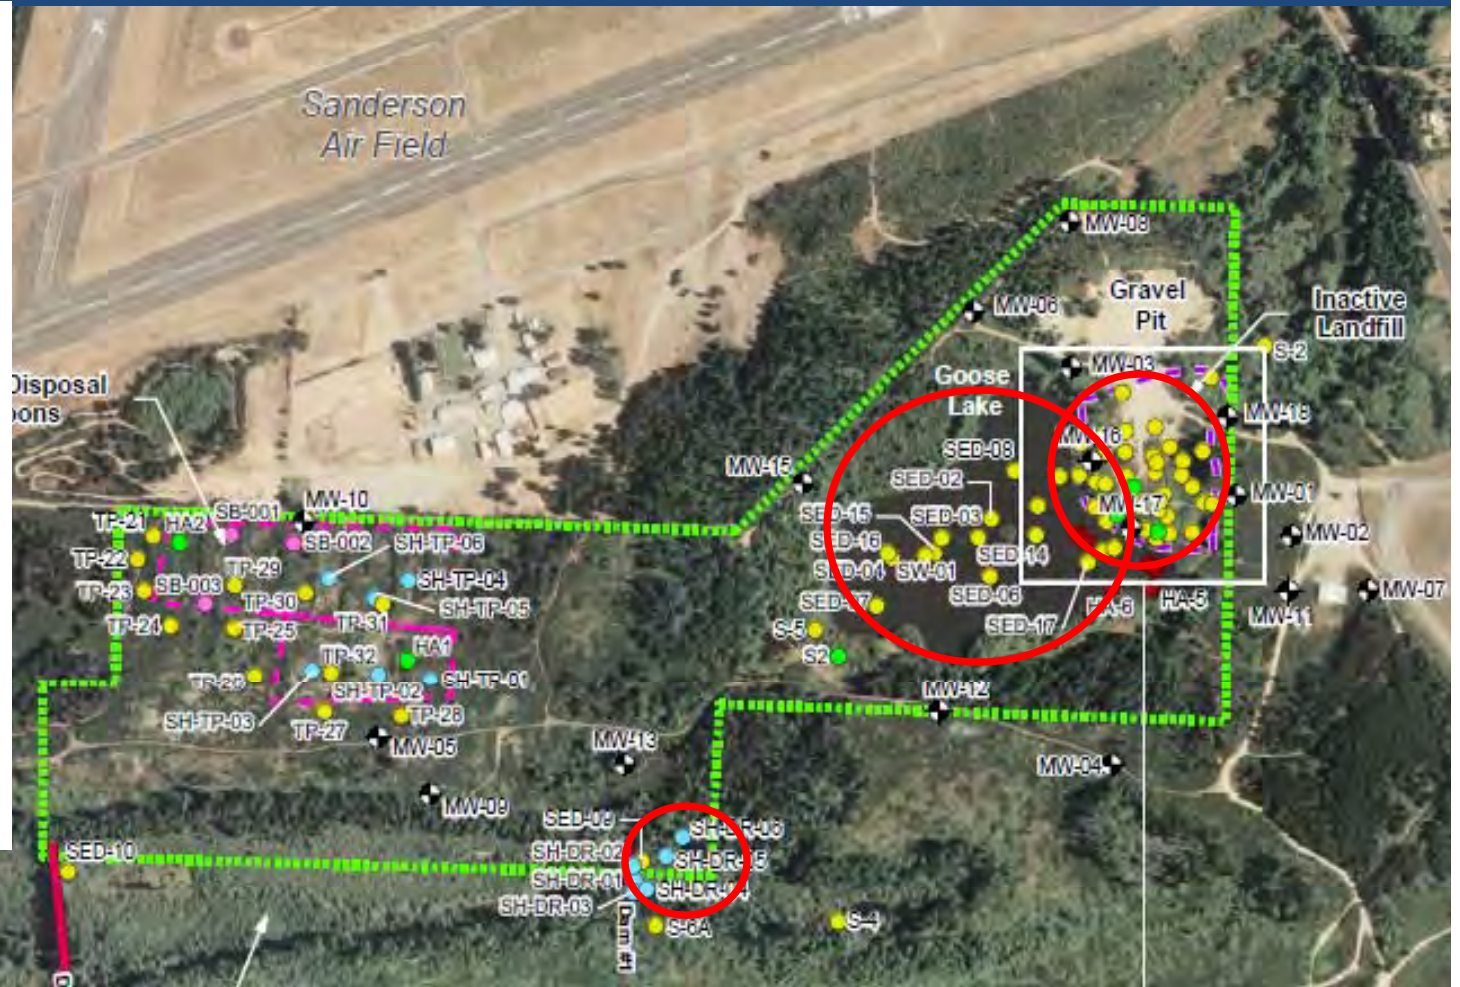 Sanderson
Air Field
MW-08
Gravel
Pit
MW-06
Inactive
Landfill
S-2
MW-03
Goose
Lake
Disposal
MW-18
MW-16
SED-08
MW-15
SED-02
MW-01
MW-10
SB-001
TP-21
HA2
SED-15
SED-03
MW-17
MW-02
SB-002
SH-TP-06
SED-16
SED-14
TP-22
TP-29
SH-TP-04
SED-04
SW-01
TP-23
SB-003
TP-30
SH-TP-05
SED-06
MW-07
HA-6
HA-5
MW-11
TP-24
TP-25
TP-31
SED-17
S-5
HA1
S2
TP-32
SH-TP-02
SH-TP-01
MW-12
SH-TP-03
TP-27
TP-28
MW-05
MW-13
MW-04
MW-09
SED-09
SH-DR-06
SED-10
SH-DR-02
SH-DR-05
SH-DR-01
SH-DR-04
SH-DR-03
Dam #1
S-6A
S-4